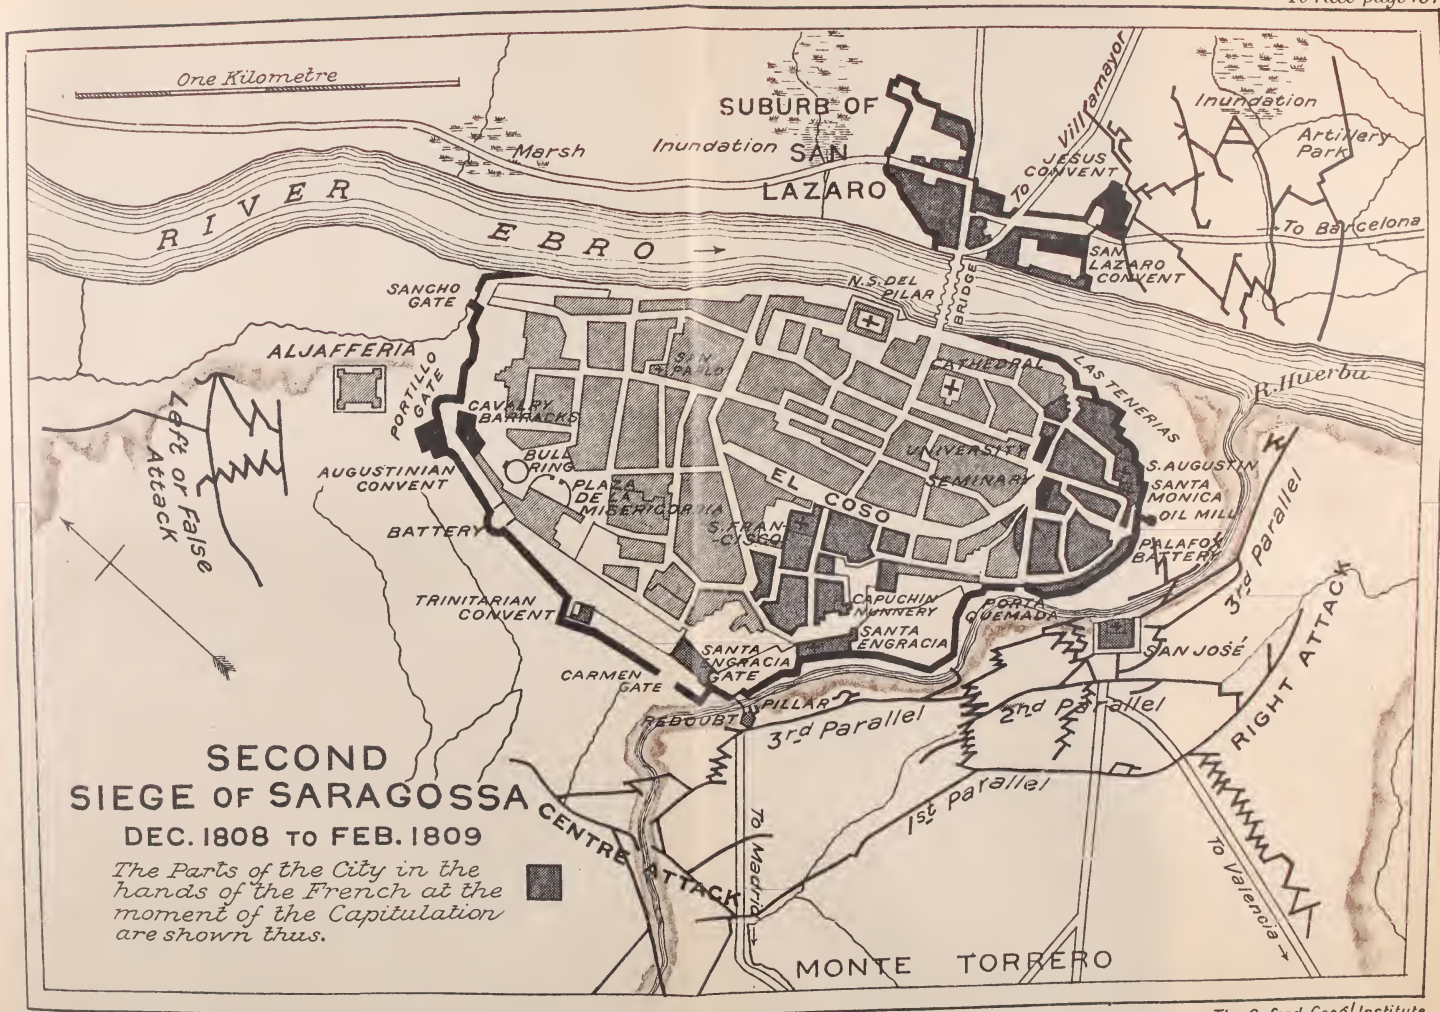 One Kilometre
SUBURB OF
SAN
LAZARO
Marsh
Inundation
To Villamayor
JESUS
CONVENT
Inundation
Artillery
Park
To Barcelona
SAN
LAZARO
CONVENT
RIVER EBRO
BRIDGE
N.S. DEL
PILAR
SANCHO
GATE
ALJAFFERIA
PORTILLO
GATE
CAVALRY
BARRACKS
SAN
PABLO
CATHEDRAL
LAS TENERIAS
R. Huerba
Left or False
Attack
AUGUSTINIAN
CONVENT
BULL
RING
PLAZA
DE LA
MISERICORDIA
UNIVERSITY
SEMINARY
EL COSO
S. AUGUSTIN
SANTA
MONICA
OIL MILL
PALAFOX
BATTERY
3rd Parallel
BATTERY
S. FRAN-
-CISCO
TRINITARIAN
CONVENT
CAPUCHIN
NUNNERY
PORTA
QUEMADA
SANTA
ENGRACIA
SANTA
ENGRACIA
GATE
SAN JOSÉ
RIGHT ATTACK
CARMEN
GATE
PILLAR
REDOUBT
3rd Parallel
2nd Parallel
1st Parallel
SECOND
SIEGE OF SARAGOSSA
DEC. 1808 TO FEB. 1809
The Parts of the City in the
hands of the French at the
moment of the Capitulation
are shown thus.
CENTRE ATTACK
To Madrid
To Valencia
MONTE TORRERO